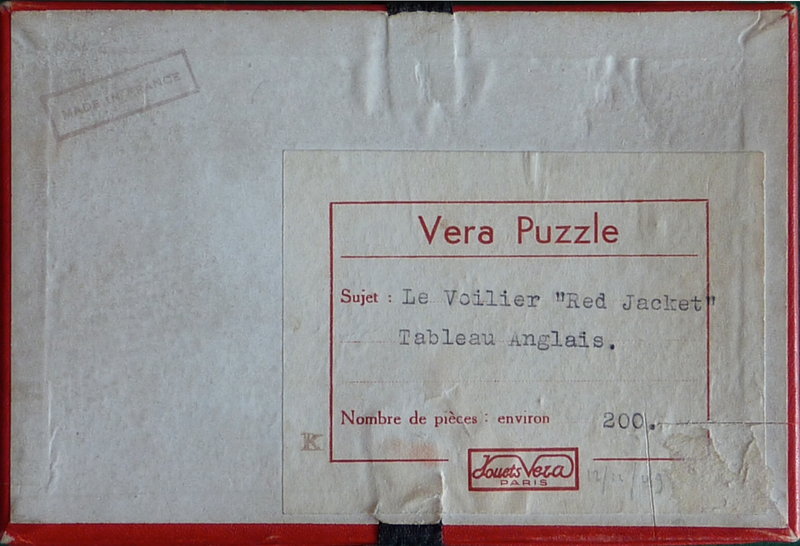 MADE IN FRANCE
Vera Puzzle
Sujet : Le Voilier "Red Jacket"
Tableau Anglais.
Nombre de pièces : environ 200.
K
Jouets Vera
PARIS